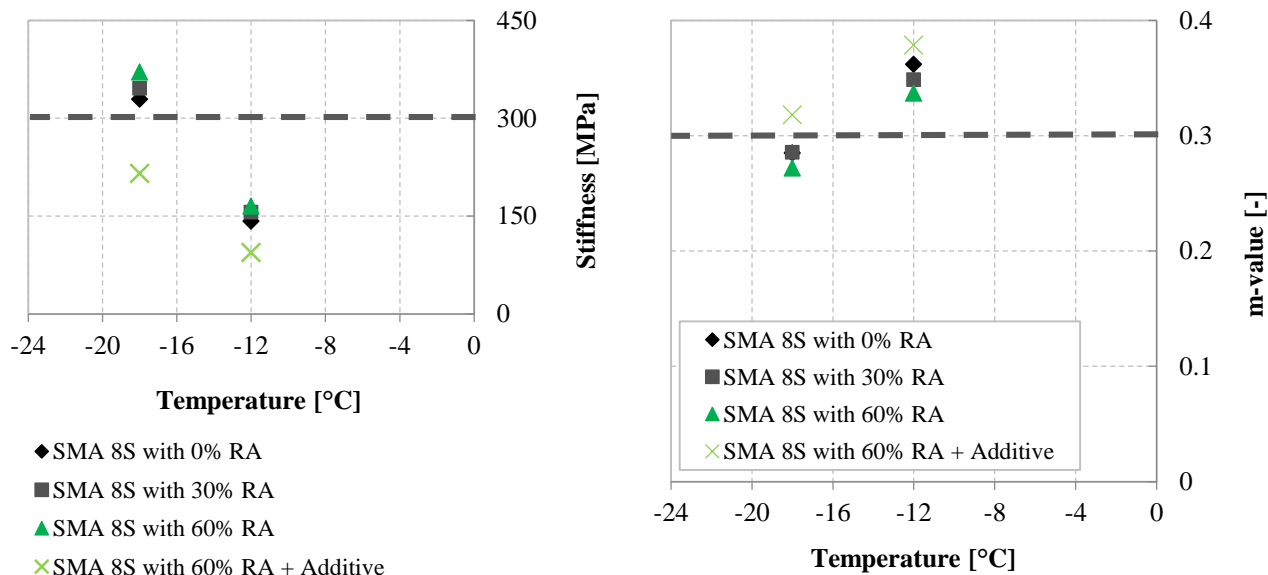 450
300
150
0
Stiffness [MPa]
-24 -20 -16 -12 -8 -4 0
Temperature [°C]
SMA 8S with 0% RA
SMA 8S with 30% RA
SMA 8S with 60% RA
SMA 8S with 60% RA + Additive
0.4
0.3
0.2
0.1
0
m-value [-]
SMA 8S with 0% RA
SMA 8S with 30% RA
SMA 8S with 60% RA
SMA 8S with 60% RA + Additive
-24 -20 -16 -12 -8 -4 0
Temperature [°C]